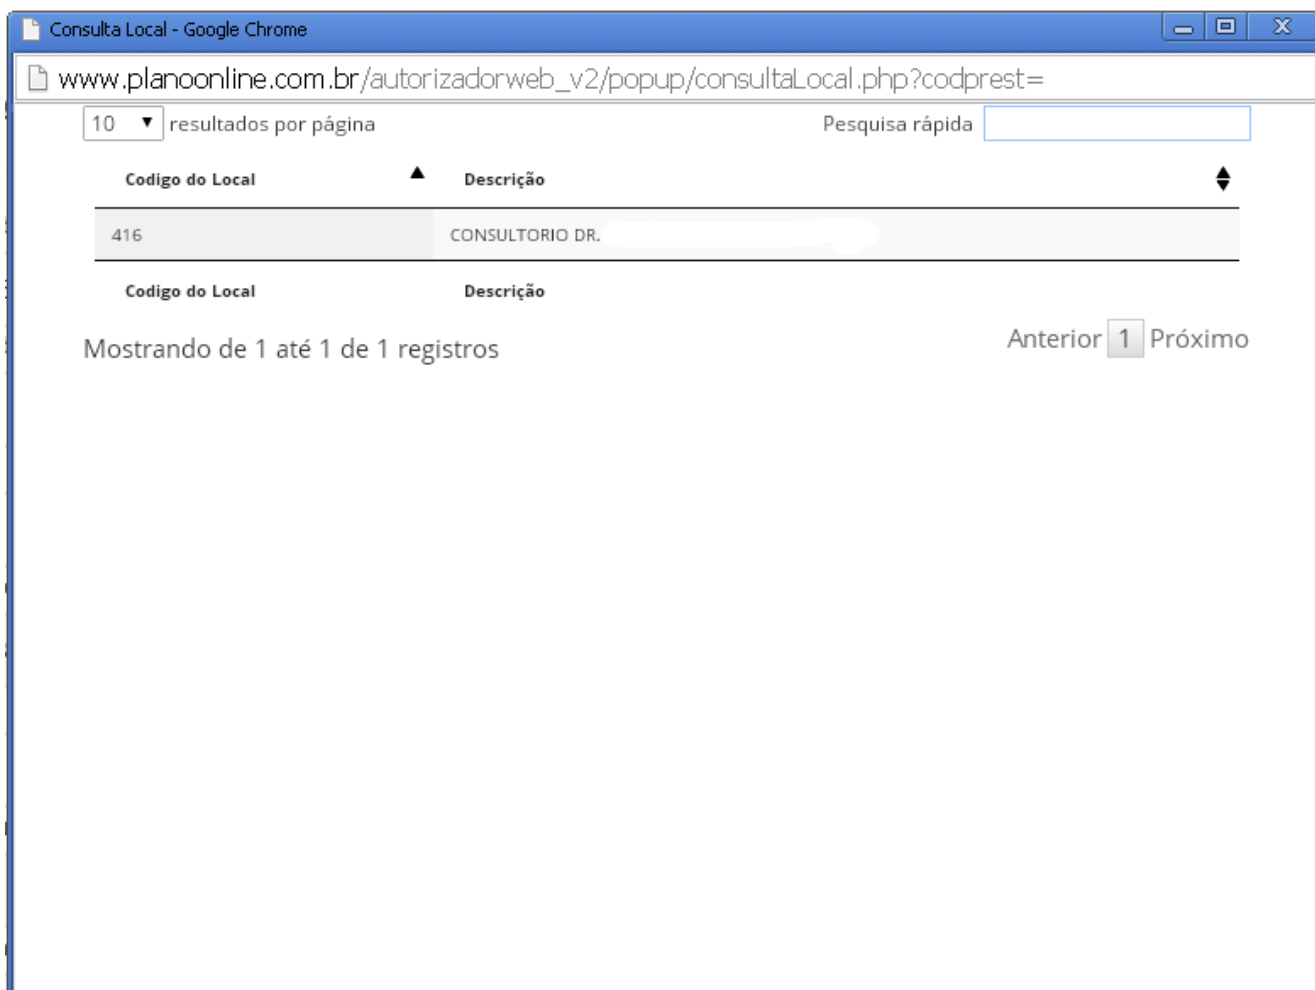 Consulta Local - Google Chrome
www.planoonline.com.br/autorizadorweb_v2/popup/consultaLocal.php?codprest=
10 resultados por página Pesquisa rápida
Codigo do Local Descrição
416 CONSULTORIO DR.
Codigo do Local Descrição
Mostrando de 1 até 1 de 1 registros Anterior 1 Próximo